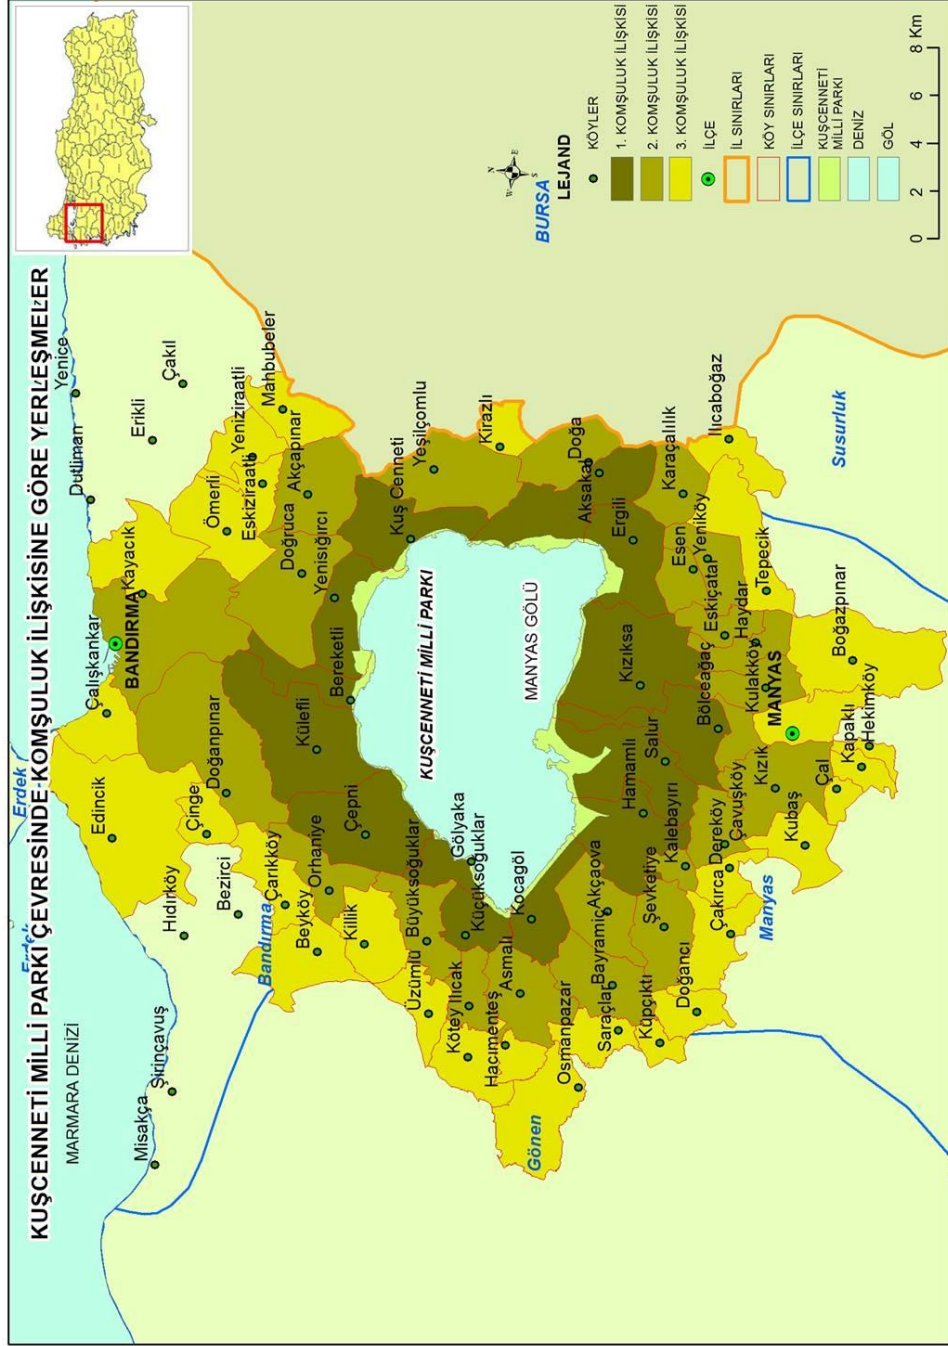 KUŞCENNETİ MİLLİ PARKI ÇEVRESİNDE KOMŞULUK İLİŞKİSİNE GÖRE YERLEŞMELER
MARMARA DENİZİ
Erdek
Erdek
Misakça
Şirinçavuş
Hıdırköy
Bezirci
Edincik
Çinge
Çalışkankar
BANDIRMA
Kayacık
Dutliman
Yenice
Erikli
Çakıl
Doğanpınar
Ömerli
Eskiziraatlı
Yeniziraatli
Mahbubeler
Bandırma
Çarıkköy
Beyköy
Orhaniye
Killik
Çepni
Külefli
Bereketli
Yenisığırcı
Doğruca
Akçapınar
Kuş Cenneti
Yeşilçomlu
Kirazlı
Üzümlü
Büyüksoğuklar
Gölyaka
Küçüksoğuklar
Kocagöl
KUŞCENNETİ MİLLİ PARKI
MANYAS GÖLÜ
Kötey
Ilıcak
Hacımenteş
Asmalı
Gönen
Osmanpazar
Saraçlar
Bayramiç
Akçaova
Küpçıktı
Şevketiye
Doğancı
Hamamlı
Salur
Kızıksa
Ergili
Aksakal
Doğa
Kalebayırı
Bölceağaç
Esen
Yeniköy
Karaçalılık
Ilıcaboğaz
Eskiçatal
Haydar
Tepecik
Çakırca
Dereköy
Çavuşköy
Kızık
Kulakköy
MANYAS
Manyas
Kubaş
Çal
Kapaklı
Hekimköy
Boğazpınar
Susurluk
BURSA
N
W
E
S
LEJAND
KÖYLER
1. KOMŞULUK İLİŞKİSİ
2. KOMŞULUK İLİŞKİSİ
3. KOMŞULUK İLİŞKİSİ
İLÇE
İL SINIRLARI
KÖY SINIRLARI
İLÇE SINIRLARI
KUŞCENNETİ
MİLLİ PARKI
DENİZ
GÖL
0 2 4 6 8 Km